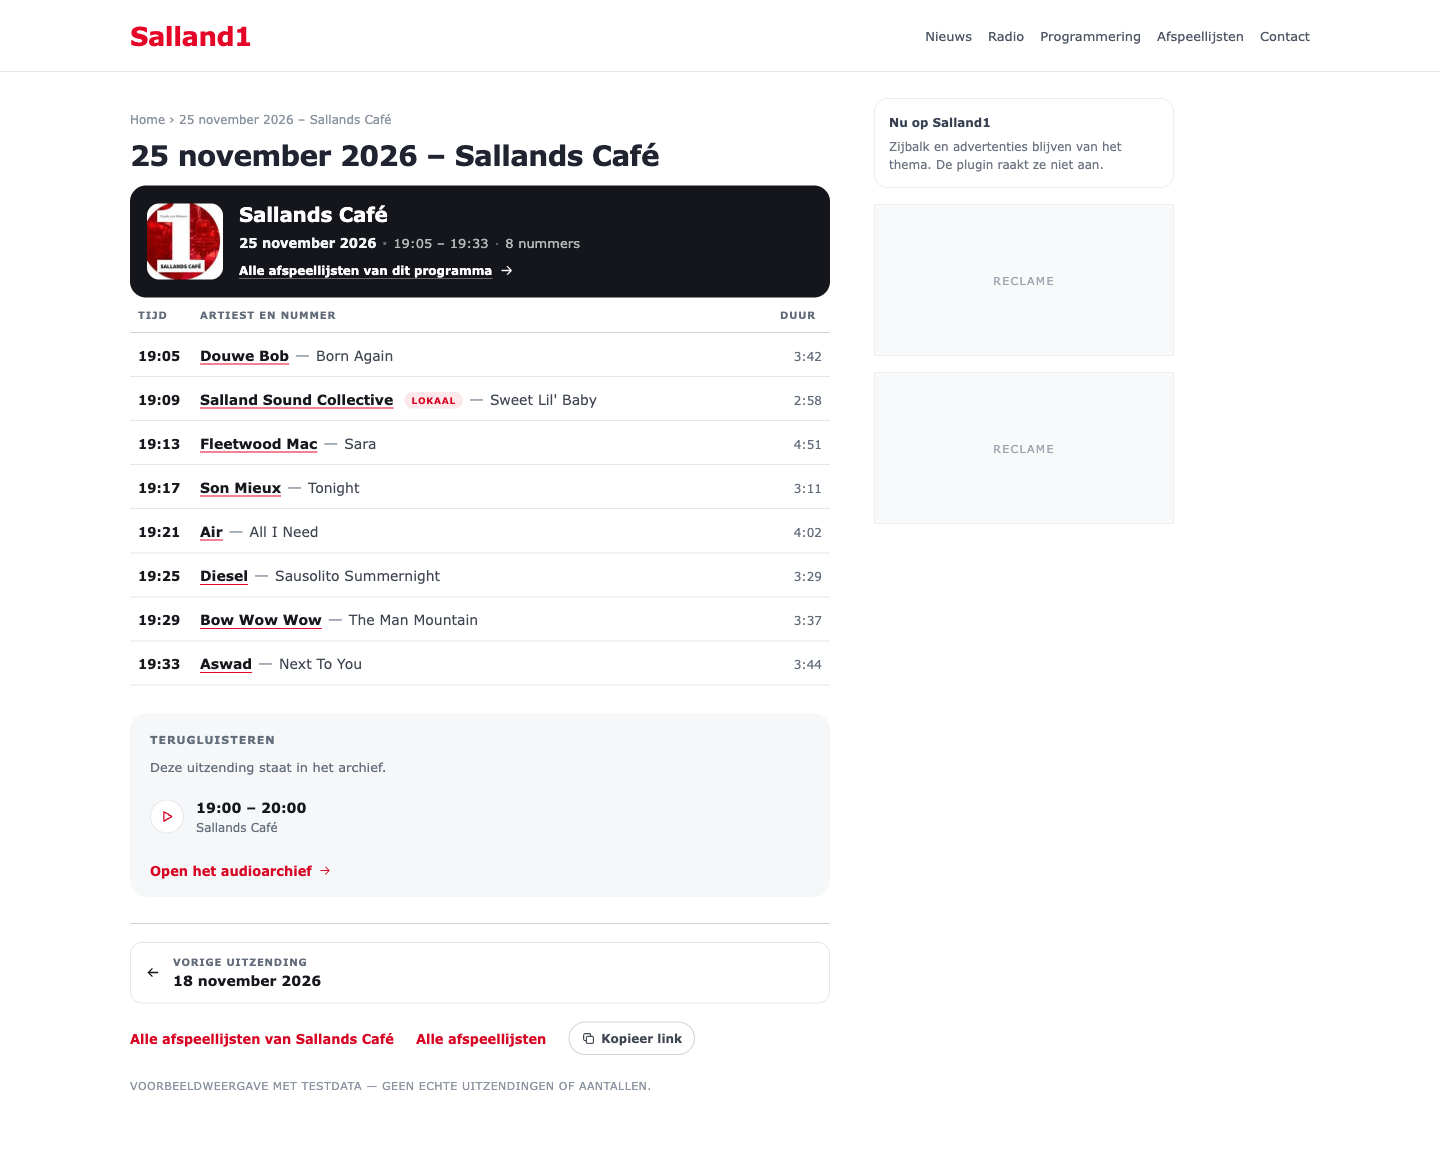 Salland1
Nieuws Radio Programmering Afspeellijsten Contact
Home › 25 november 2026 – Sallands Café
25 november 2026 – Sallands Café
1
SALLANDS CAFÉ
Sallands Café
25 november 2026 · 19:05 – 19:33 · 8 nummers
Alle afspeellijsten van dit programma →
TIJD ARTIEST EN NUMMER DUUR
19:05 Douwe Bob — Born Again 3:42
19:09 Salland Sound Collective LOKAAL — Sweet Lil' Baby 2:58
19:13 Fleetwood Mac — Sara 4:51
19:17 Son Mieux — Tonight 3:11
19:21 Air — All I Need 4:02
19:25 Diesel — Sausolito Summernight 3:29
19:29 Bow Wow Wow — The Man Mountain 3:37
19:33 Aswad — Next To You 3:44
TERUGLUISTEREN
Deze uitzending staat in het archief.
19:00 – 20:00
Sallands Café
Open het audioarchief →
← VORIGE UITZENDING
18 november 2026
Alle afspeellijsten van Sallands Café Alle afspeellijsten Kopieer link
VOORBEELDWEERGAVE MET TESTDATA — GEEN ECHTE UITZENDINGEN OF AANTALLEN.
Nu op Salland1
Zijbalk en advertenties blijven van het
thema. De plugin raakt ze niet aan.
RECLAME
RECLAME